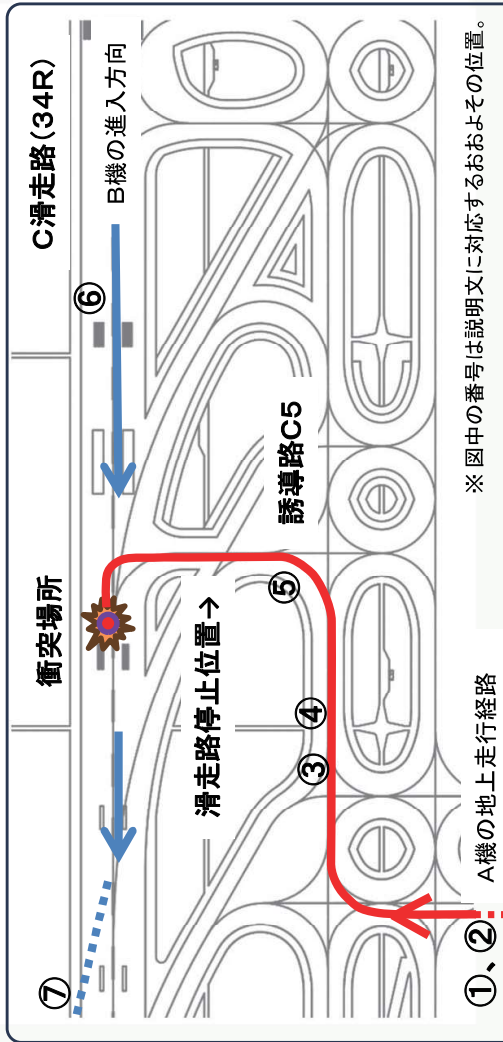 C滑走路(34R)
B機の進入方向
⑥
衝突場所
誘導路C5
⑤
滑走路停止位置→
④
③
⑦
A機の地上走行経路
①、②
※ 図中の番号は説明文に対応するおおよその位置。